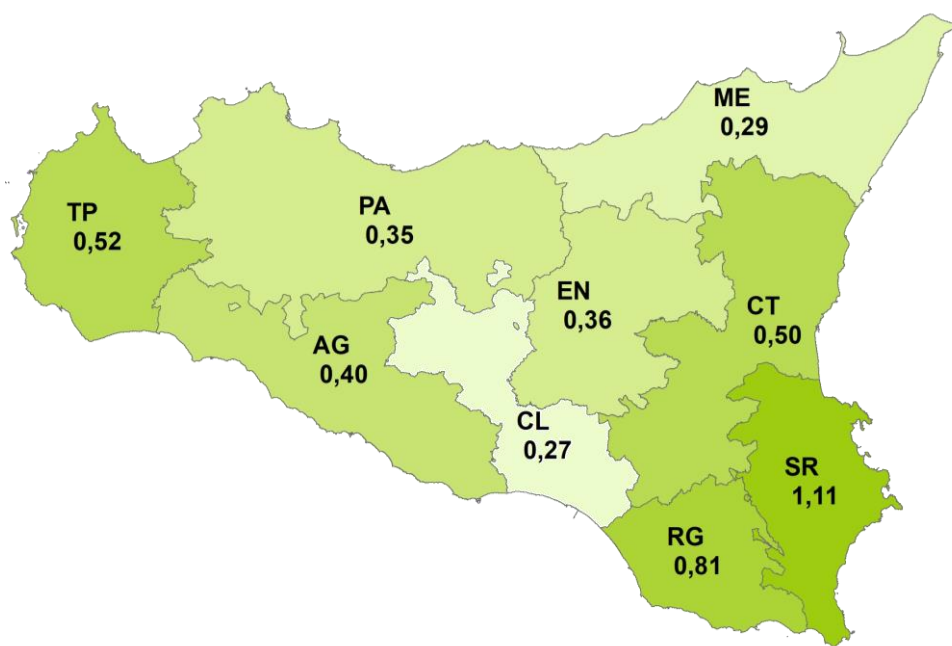 ME
0,29
TP
0,52
PA
0,35
EN
0,36
CT
0,50
AG
0,40
CL
0,27
SR
1,11
RG
0,81